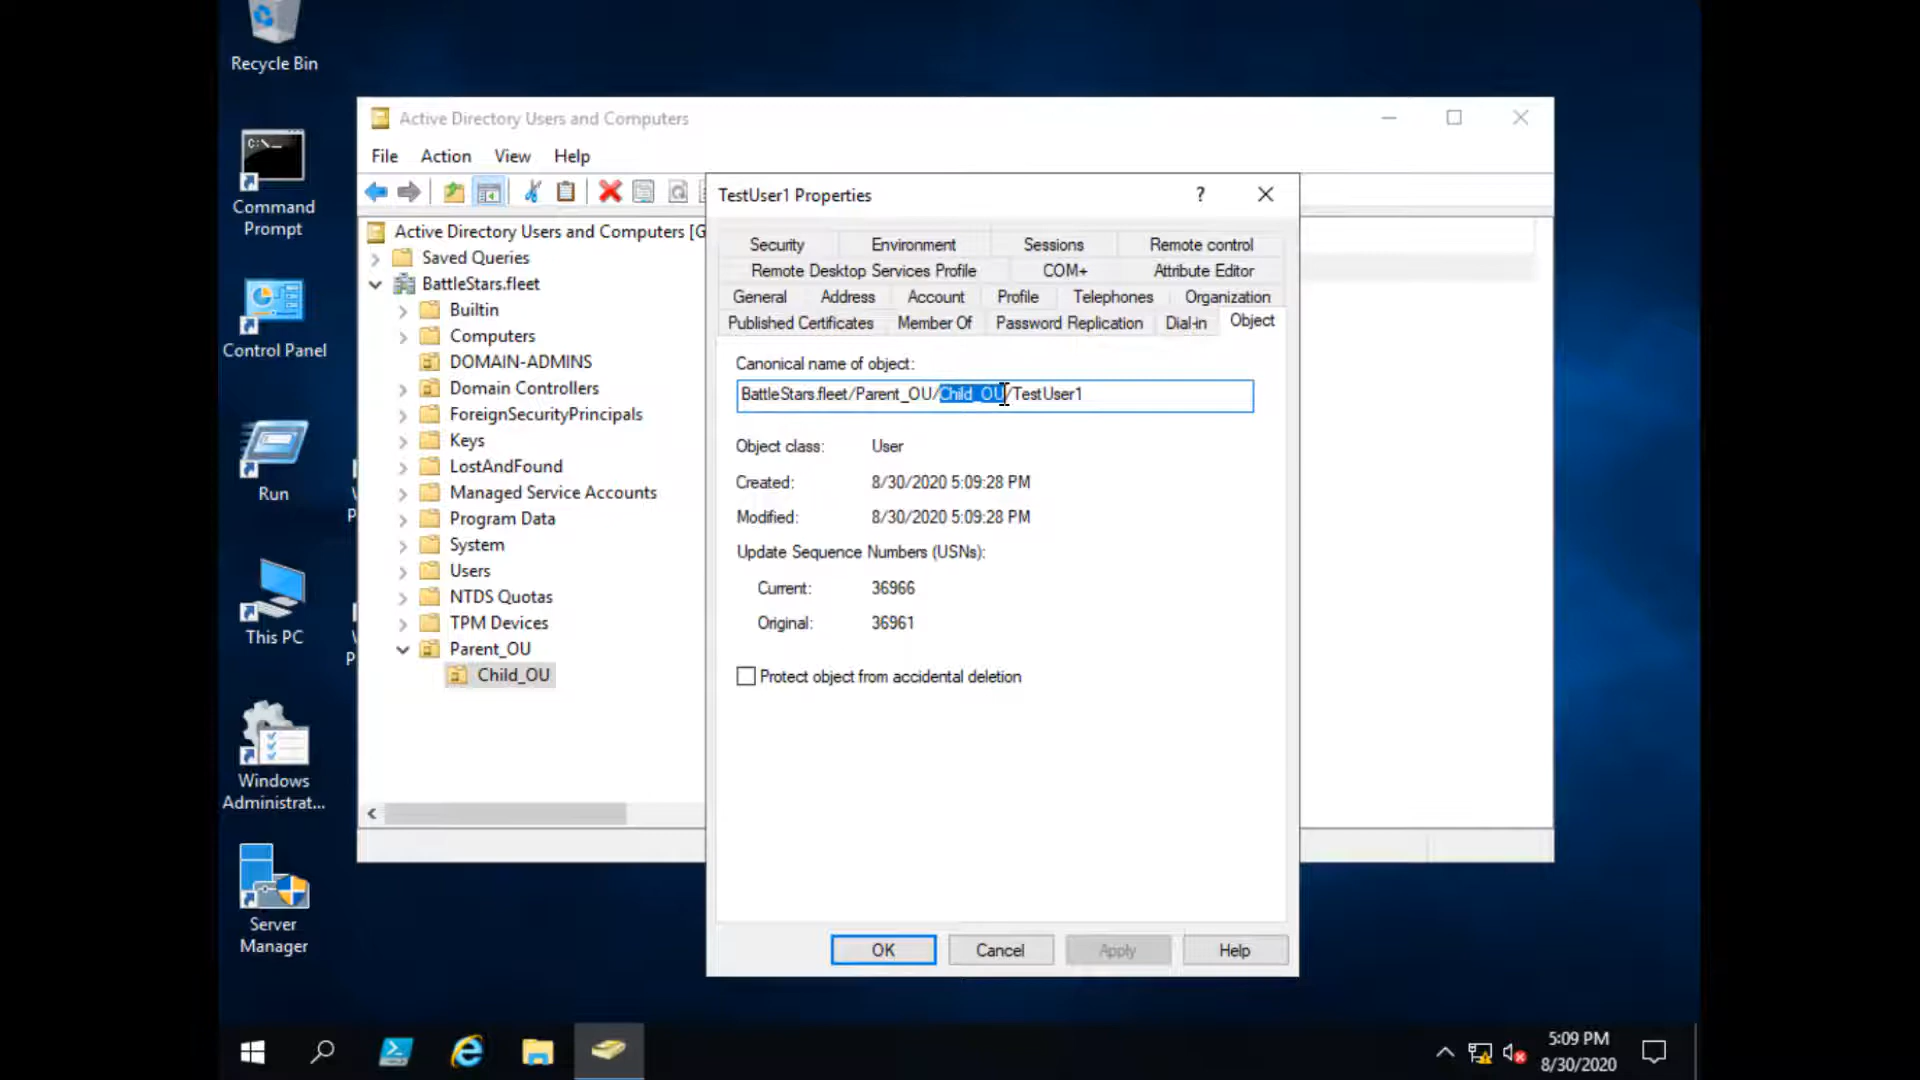 Recycle Bin
Command
Prompt
Control Panel
Run
This PC
Windows
Administrat...
Server
Manager
Active Directory Users and Computers
File Action View Help
Active Directory Users and Computers [G
Saved Queries
BattleStars.fleet
Builtin
Computers
DOMAIN-ADMINS
Domain Controllers
ForeignSecurityPrincipals
Keys
LostAndFound
Managed Service Accounts
Program Data
System
Users
NTDS Quotas
TPM Devices
Parent_OU
Child_OU
TestUser1 Properties
?
Security Environment Sessions Remote control
Remote Desktop Services Profile COM+ Attribute Editor
General Address Account Profile Telephones Organization
Published Certificates Member Of Password Replication Dial-in Object
Canonical name of object:
BattleStars.fleet/Parent_OU/Child_OU/TestUser1
Object class: User
Created: 8/30/2020 5:09:28 PM
Modified: 8/30/2020 5:09:28 PM
Update Sequence Numbers (USNs):
Current: 36966
Original: 36961
Protect object from accidental deletion
OK Cancel Apply Help
5:09 PM
8/30/2020